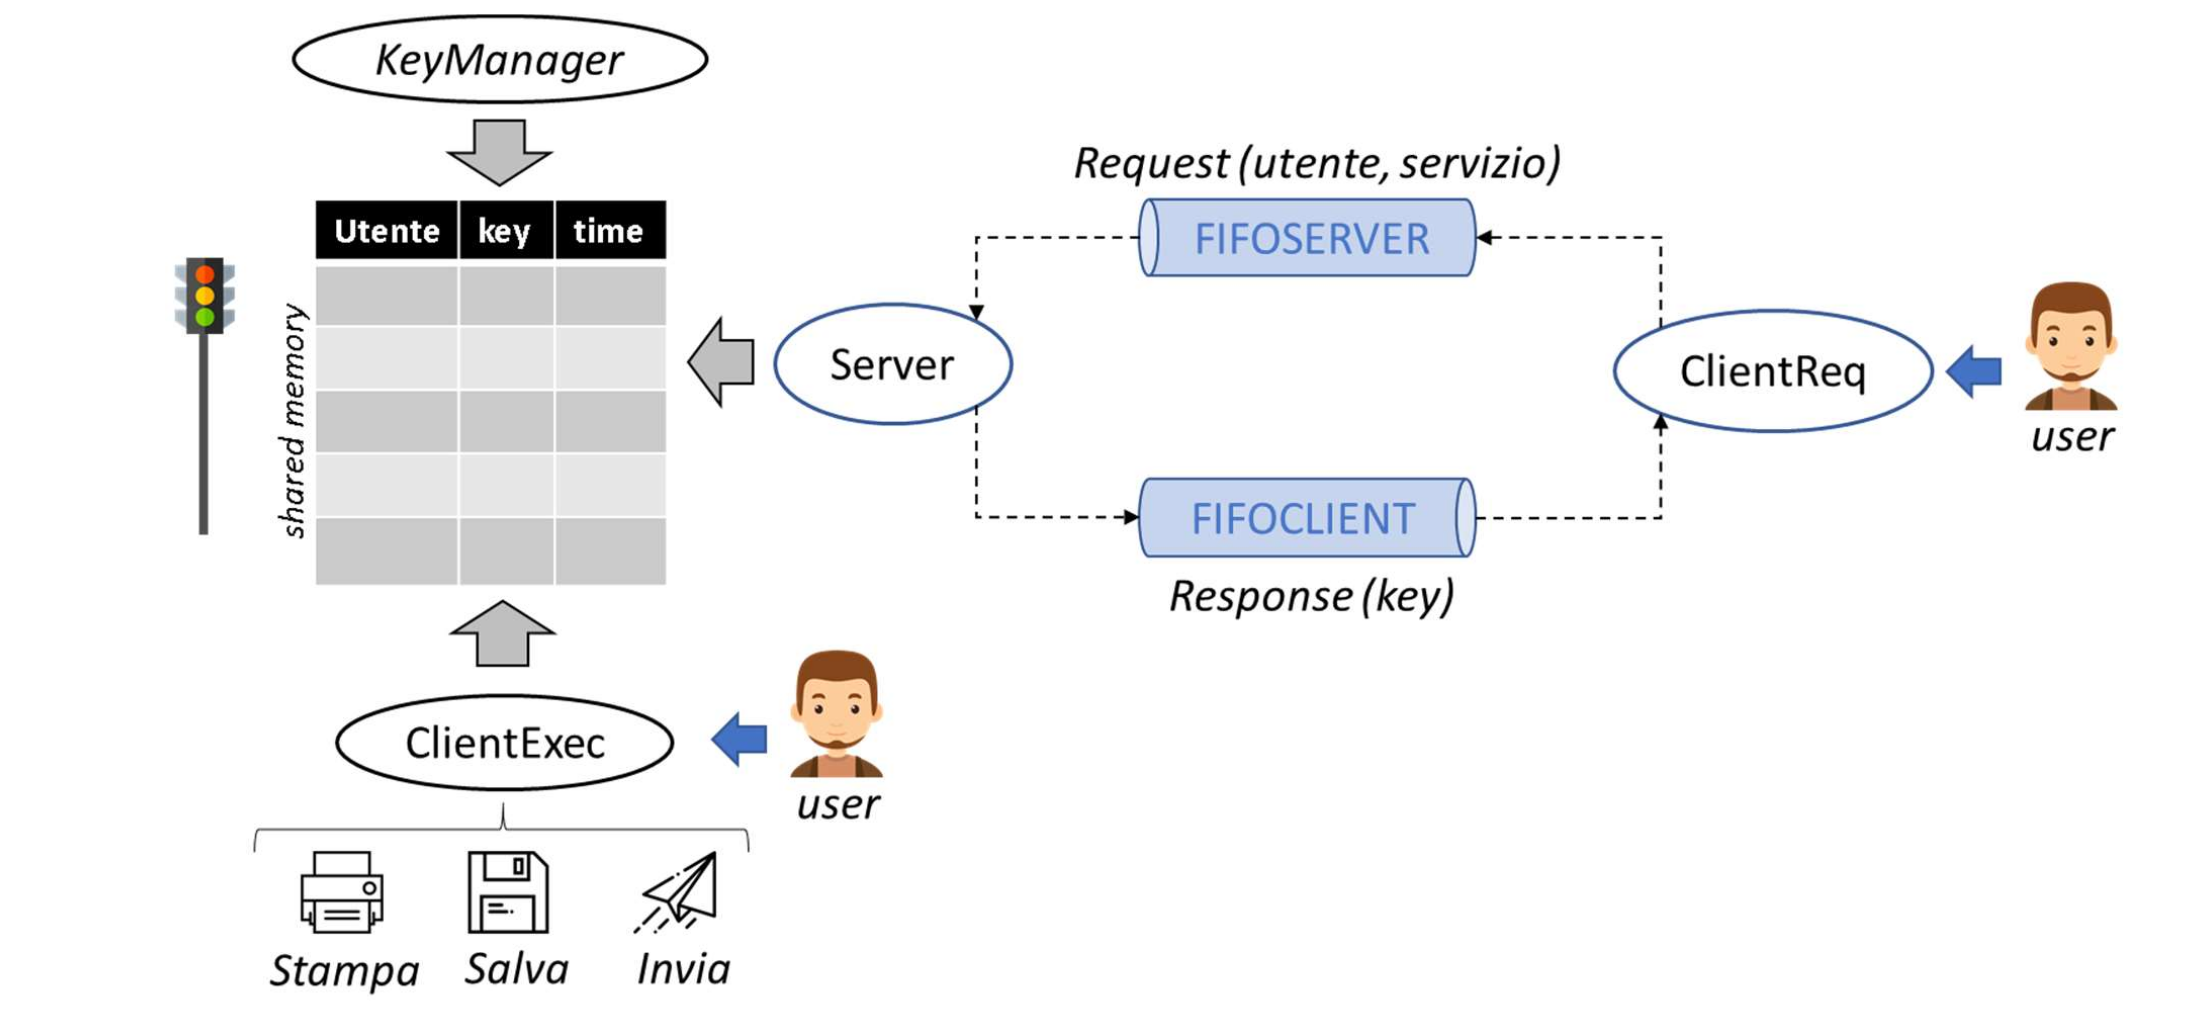 KeyManager
Request (utente, servizio)
Utente key time
FIFOSERVER
shared memory
Server
ClientReq
user
FIFOCLIENT
Response (key)
ClientExec
user
Stampa Salva Invia